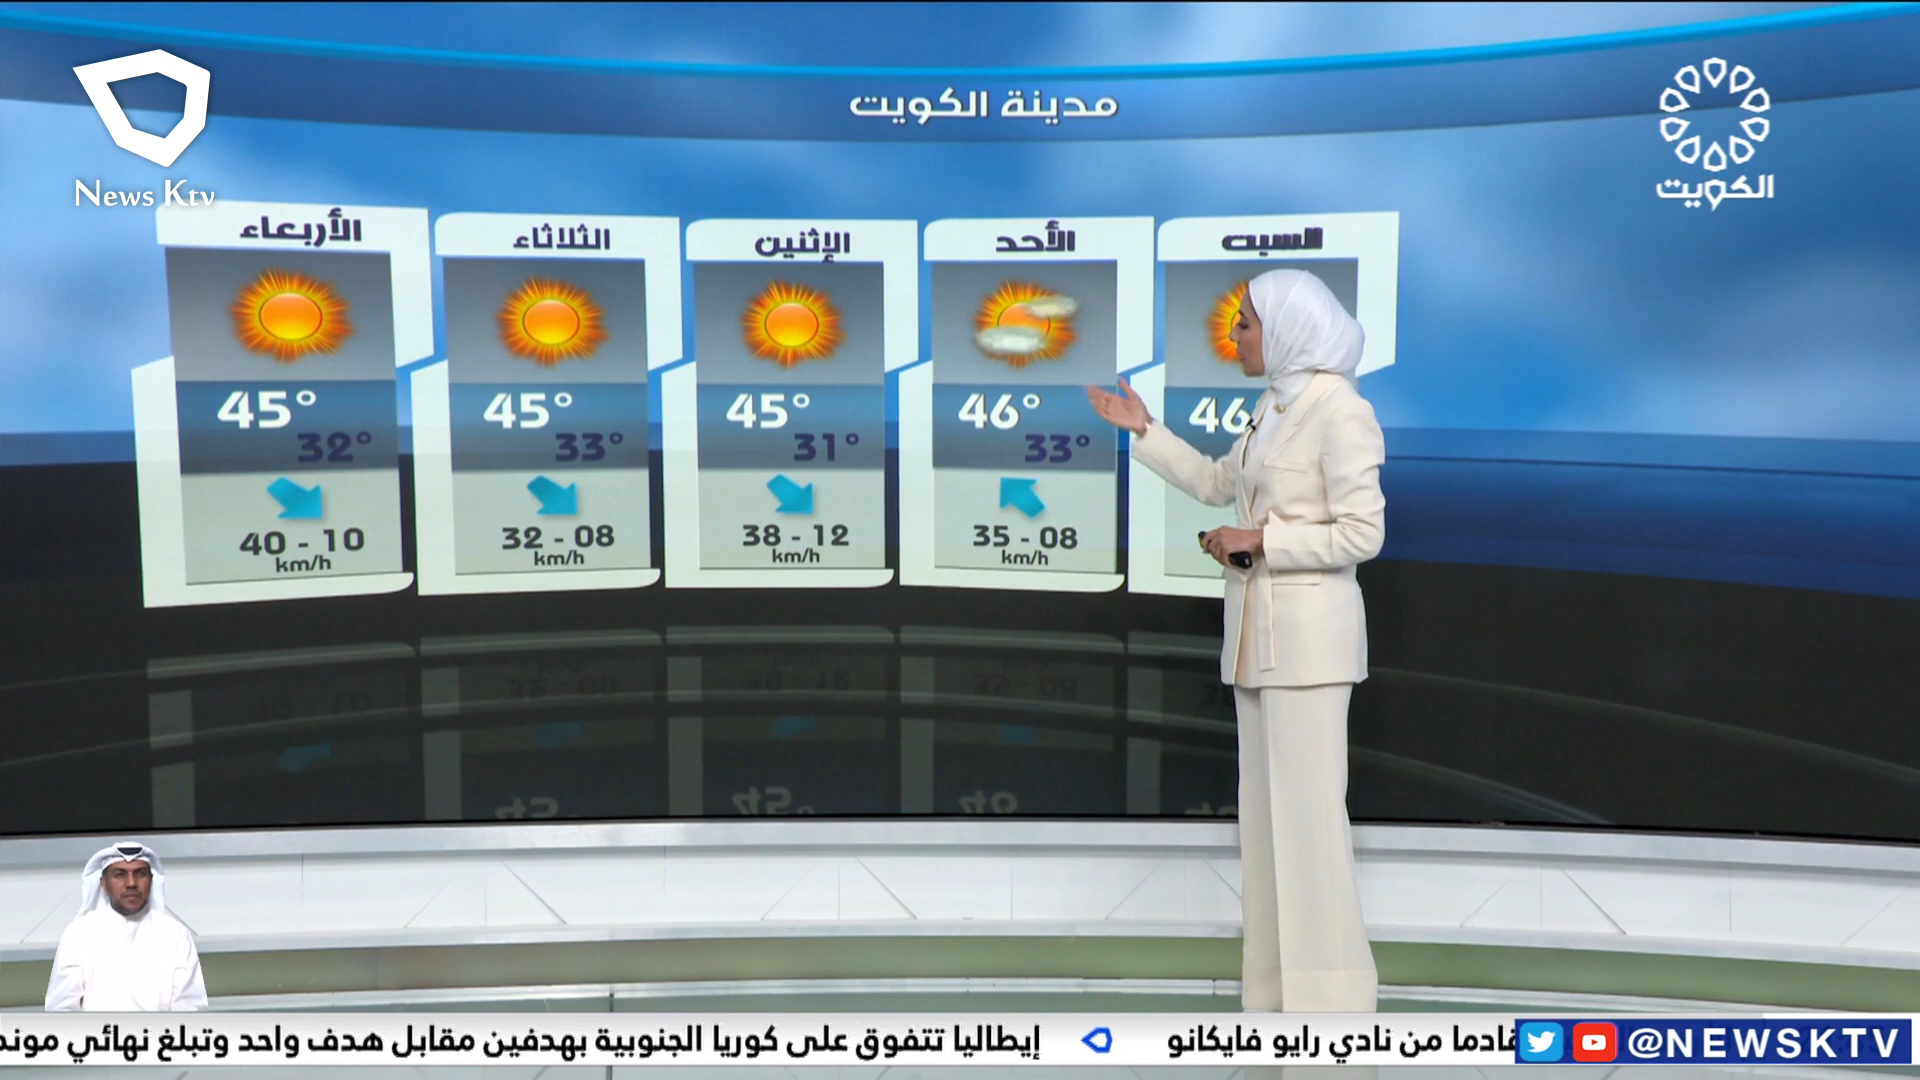 News Ktv
مدينة الكويت
الكويت
السبت
46
الأحد
46°
33°
35 - 08
km/h
الإثنين
45°
31°
38 - 12
km/h
الثلاثاء
45°
33°
32 - 08
km/h
الأربعاء
45°
32°
40 - 10
km/h
قادما من نادي رايو فايكانو
إيطاليا تتفوق على كوريا الجنوبية بهدفين مقابل هدف واحد وتبلغ نهائي
@NEWSKTV